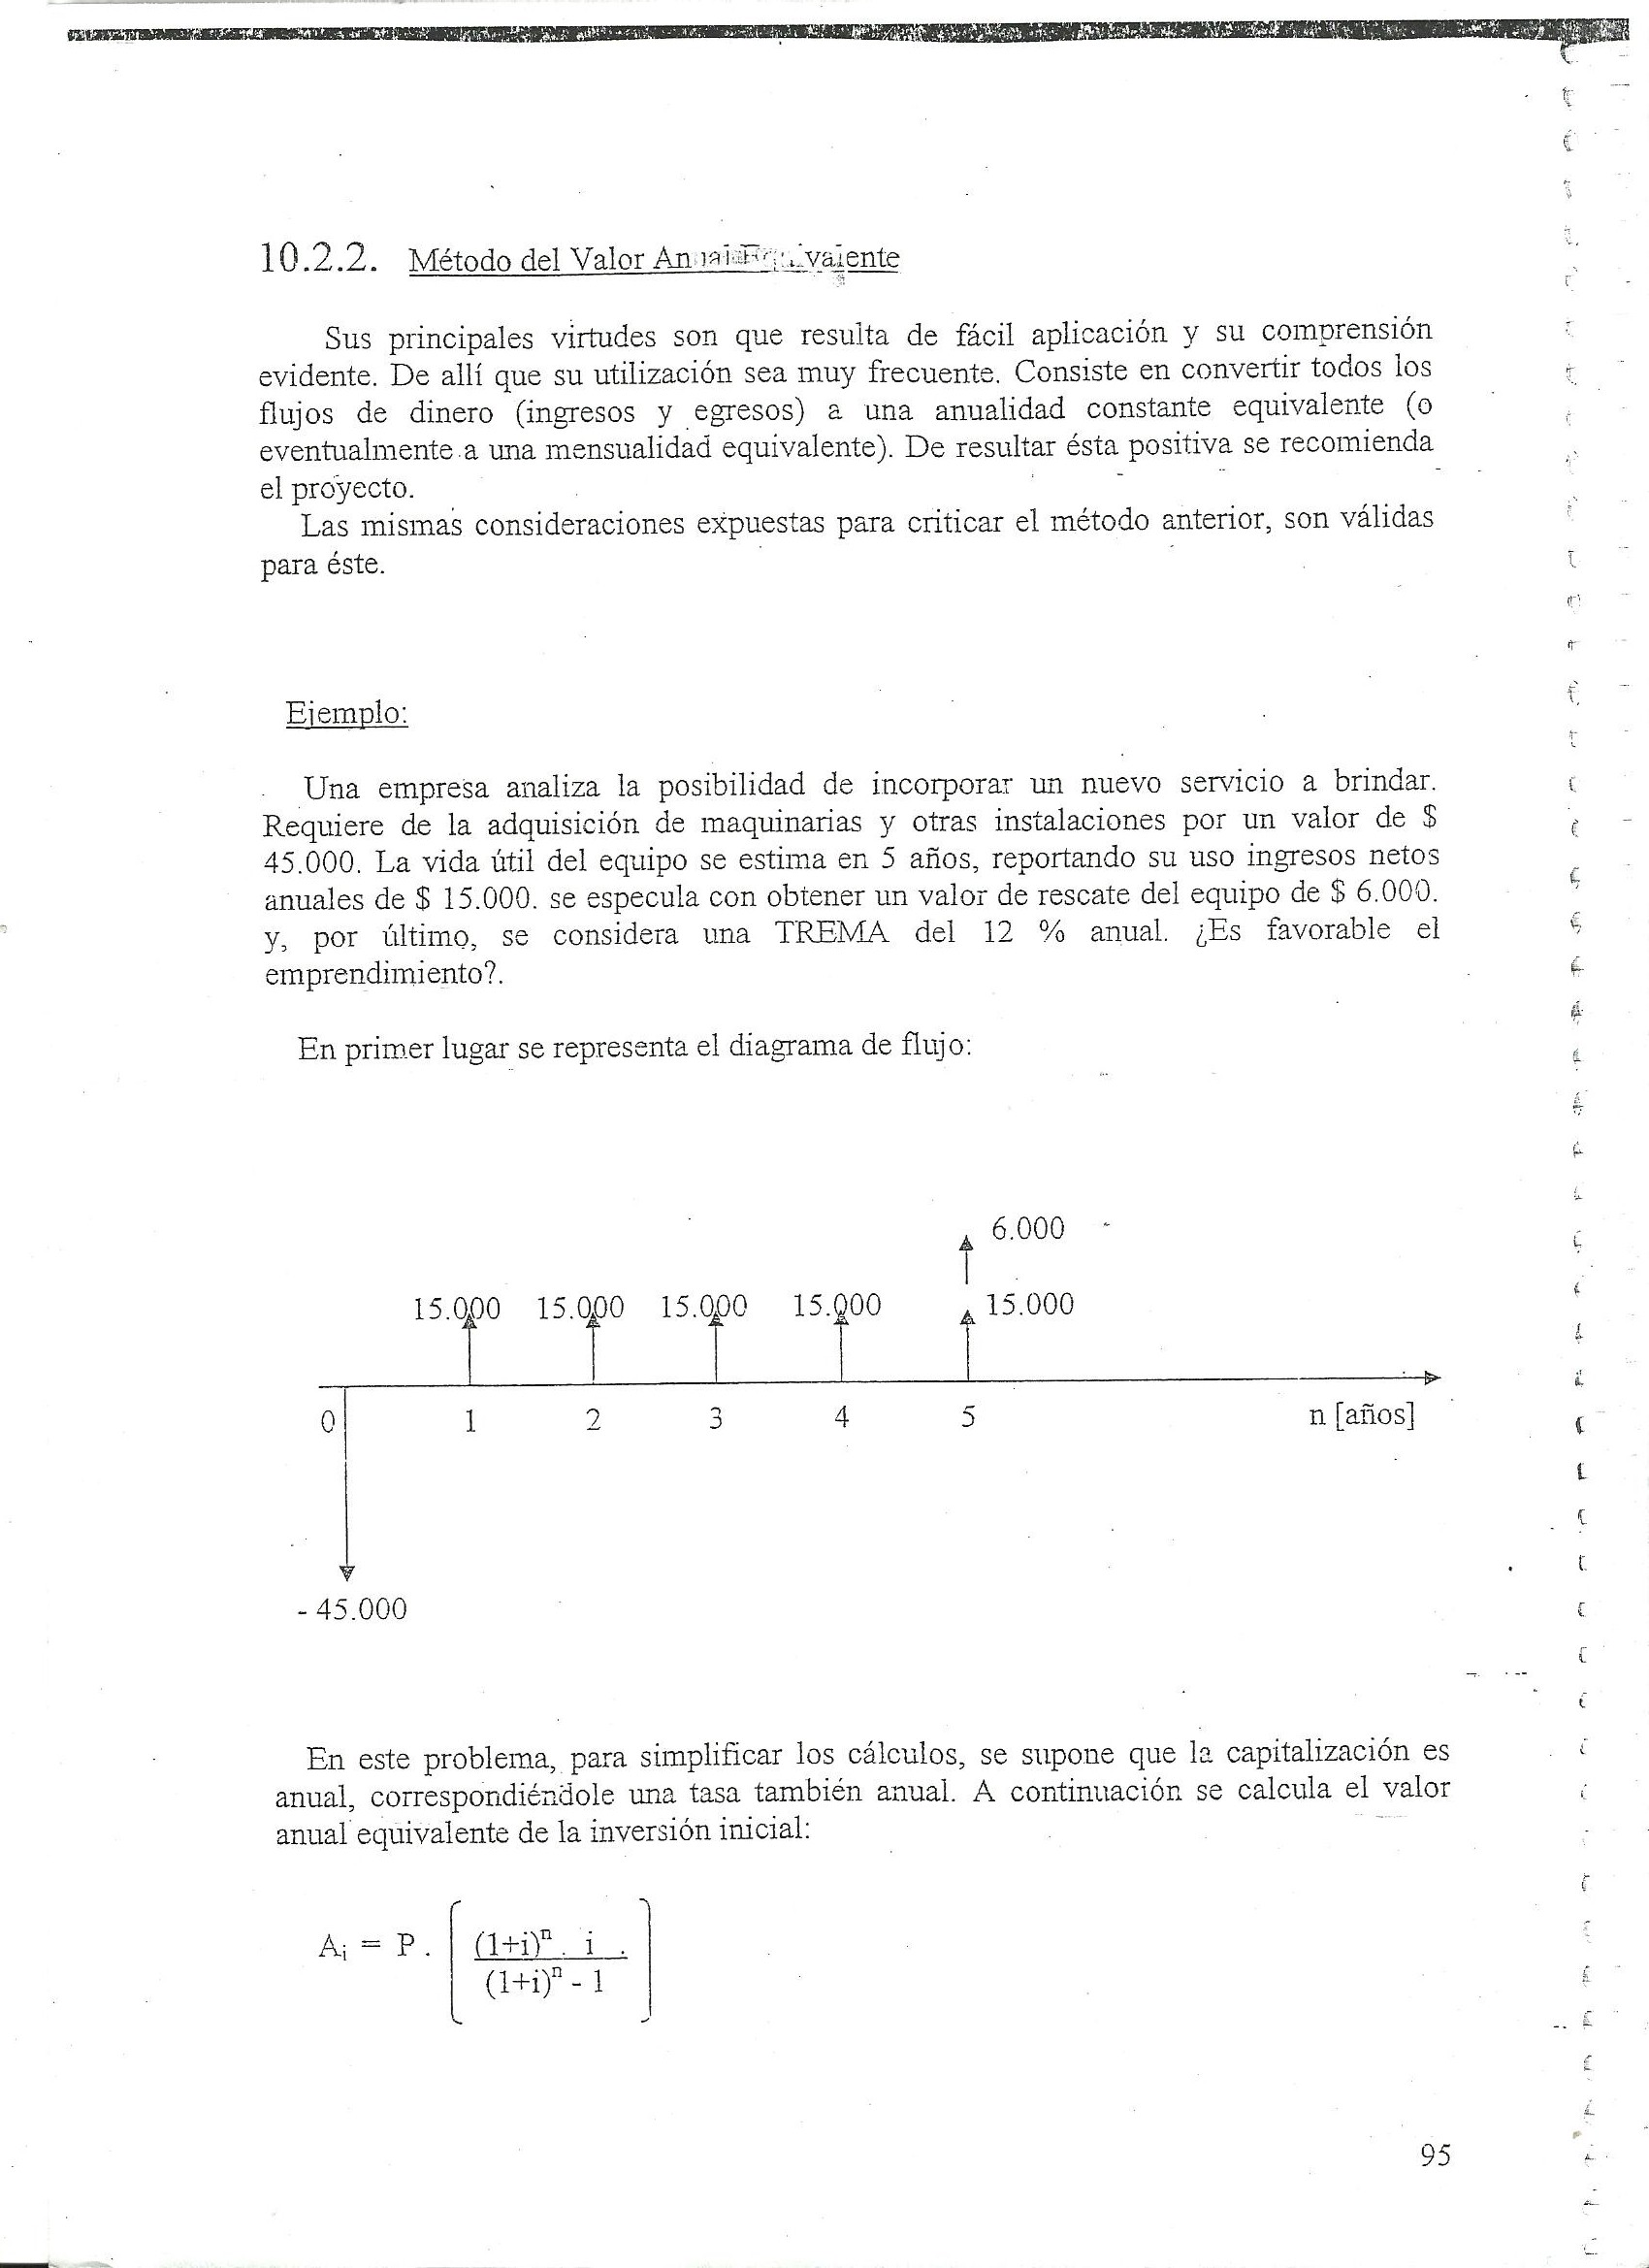 10.2.2. Método del Valor Anual Equivalente
Sus principales virtudes son que resulta de fácil aplicación y su comprensión
evidente. De allí que su utilización sea muy frecuente. Consiste en convertir todos los
flujos de dinero (ingresos y egresos) a una anualidad constante equivalente (o
eventualmente a una mensualidad equivalente). De resultar ésta positiva se recomienda
el proyecto.
Las mismas consideraciones expuestas para criticar el método anterior, son válidas
para éste.
Ejemplo:
Una empresa analiza la posibilidad de incorporar un nuevo servicio a brindar.
Requiere de la adquisición de maquinarias y otras instalaciones por un valor de $
45.000. La vida útil del equipo se estima en 5 años, reportando su uso ingresos netos
anuales de $ 15.000. se especula con obtener un valor de rescate del equipo de $ 6.000.
y, por último, se considera una TREMA del 12 % anual. ¿Es favorable el
emprendimiento?.
En primer lugar se representa el diagrama de flujo:
6.000
15.000 15.000 15.000 15.000 15.000
0 1 2 3 4 5 n [años]
- 45.000
En este problema, para simplificar los cálculos, se supone que la capitalización es
anual, correspondiéndole una tasa también anual. A continuación se calcula el valor
anual equivalente de la inversión inicial:
Ai = P . (1+i)^n . i .
(1+i)^n - 1
95